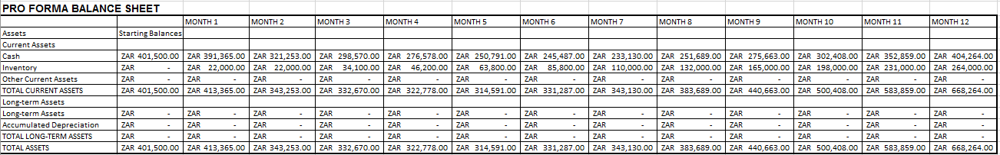 PRO FORMA BALANCE SHEET
MONTH 1 MONTH 2 MONTH 3 MONTH 4 MONTH 5 MONTH 6 MONTH 7 MONTH 8 MONTH 9 MONTH 10 MONTH 11 MONTH 12
Assets Starting Balances
Current Assets
Cash ZAR 401,500.00 ZAR 391,365.00 ZAR 321,253.00 ZAR 298,570.00 ZAR 276,578.00 ZAR 250,791.00 ZAR 245,487.00 ZAR 233,130.00 ZAR 251,689.00 ZAR 275,663.00 ZAR 302,408.00 ZAR 352,859.00 ZAR 404,264.00
Inventory ZAR - ZAR 22,000.00 ZAR 22,000.00 ZAR 34,100.00 ZAR 46,200.00 ZAR 63,800.00 ZAR 85,800.00 ZAR 110,000.00 ZAR 132,000.00 ZAR 165,000.00 ZAR 198,000.00 ZAR 231,000.00 ZAR 264,000.00
Other Current Assets ZAR - ZAR - ZAR - ZAR - ZAR - ZAR - ZAR - ZAR - ZAR - ZAR - ZAR - ZAR - ZAR -
TOTAL CURRENT ASSETS ZAR 401,500.00 ZAR 413,365.00 ZAR 343,253.00 ZAR 332,670.00 ZAR 322,778.00 ZAR 314,591.00 ZAR 331,287.00 ZAR 343,130.00 ZAR 383,689.00 ZAR 440,663.00 ZAR 500,408.00 ZAR 583,859.00 ZAR 668,264.00
Long-term Assets
Long-term Assets ZAR - ZAR - ZAR - ZAR - ZAR - ZAR - ZAR - ZAR - ZAR - ZAR - ZAR - ZAR - ZAR -
Accumulated Depreciation ZAR - ZAR - ZAR - ZAR - ZAR - ZAR - ZAR - ZAR - ZAR - ZAR - ZAR - ZAR - ZAR -
TOTAL LONG-TERM ASSETS ZAR - ZAR - ZAR - ZAR - ZAR - ZAR - ZAR - ZAR - ZAR - ZAR - ZAR - ZAR - ZAR -
TOTAL ASSETS ZAR 401,500.00 ZAR 413,365.00 ZAR 343,253.00 ZAR 332,670.00 ZAR 322,778.00 ZAR 314,591.00 ZAR 331,287.00 ZAR 343,130.00 ZAR 383,689.00 ZAR 440,663.00 ZAR 500,408.00 ZAR 583,859.00 ZAR 668,264.00